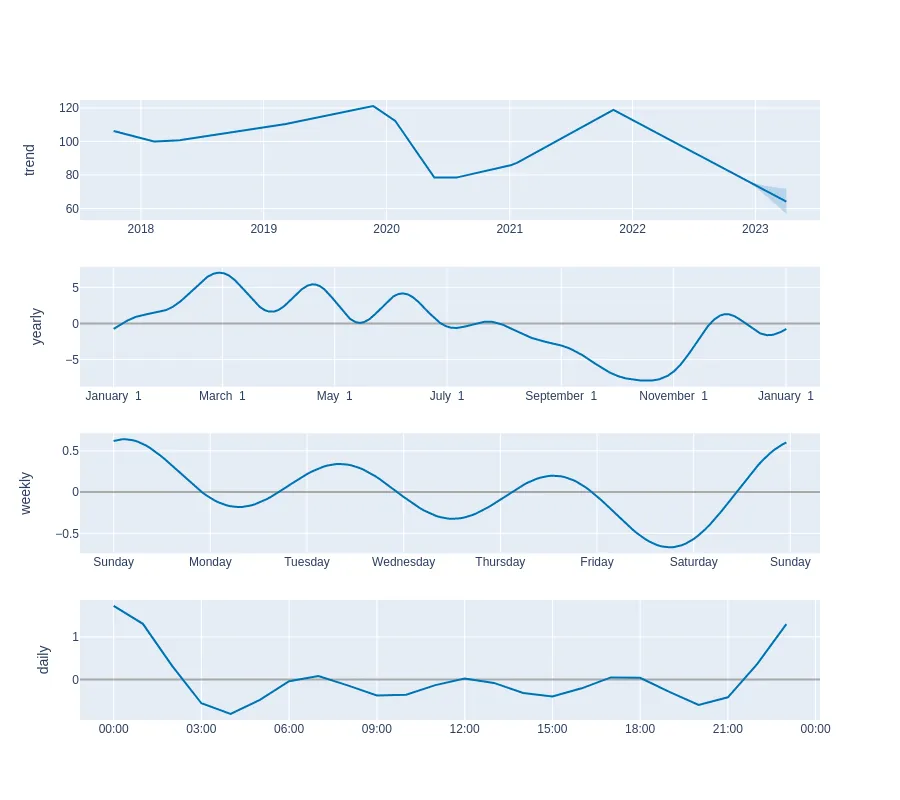 120
100
80
60
trend
2018 2019 2020 2021 2022 2023
5
0
−5
yearly
January 1 March 1 May 1 July 1 September 1 November 1 January 1
0.5
0
−0.5
weekly
Sunday Monday Tuesday Wednesday Thursday Friday Saturday Sunday
1
0
daily
00:00 03:00 06:00 09:00 12:00 15:00 18:00 21:00 00:00